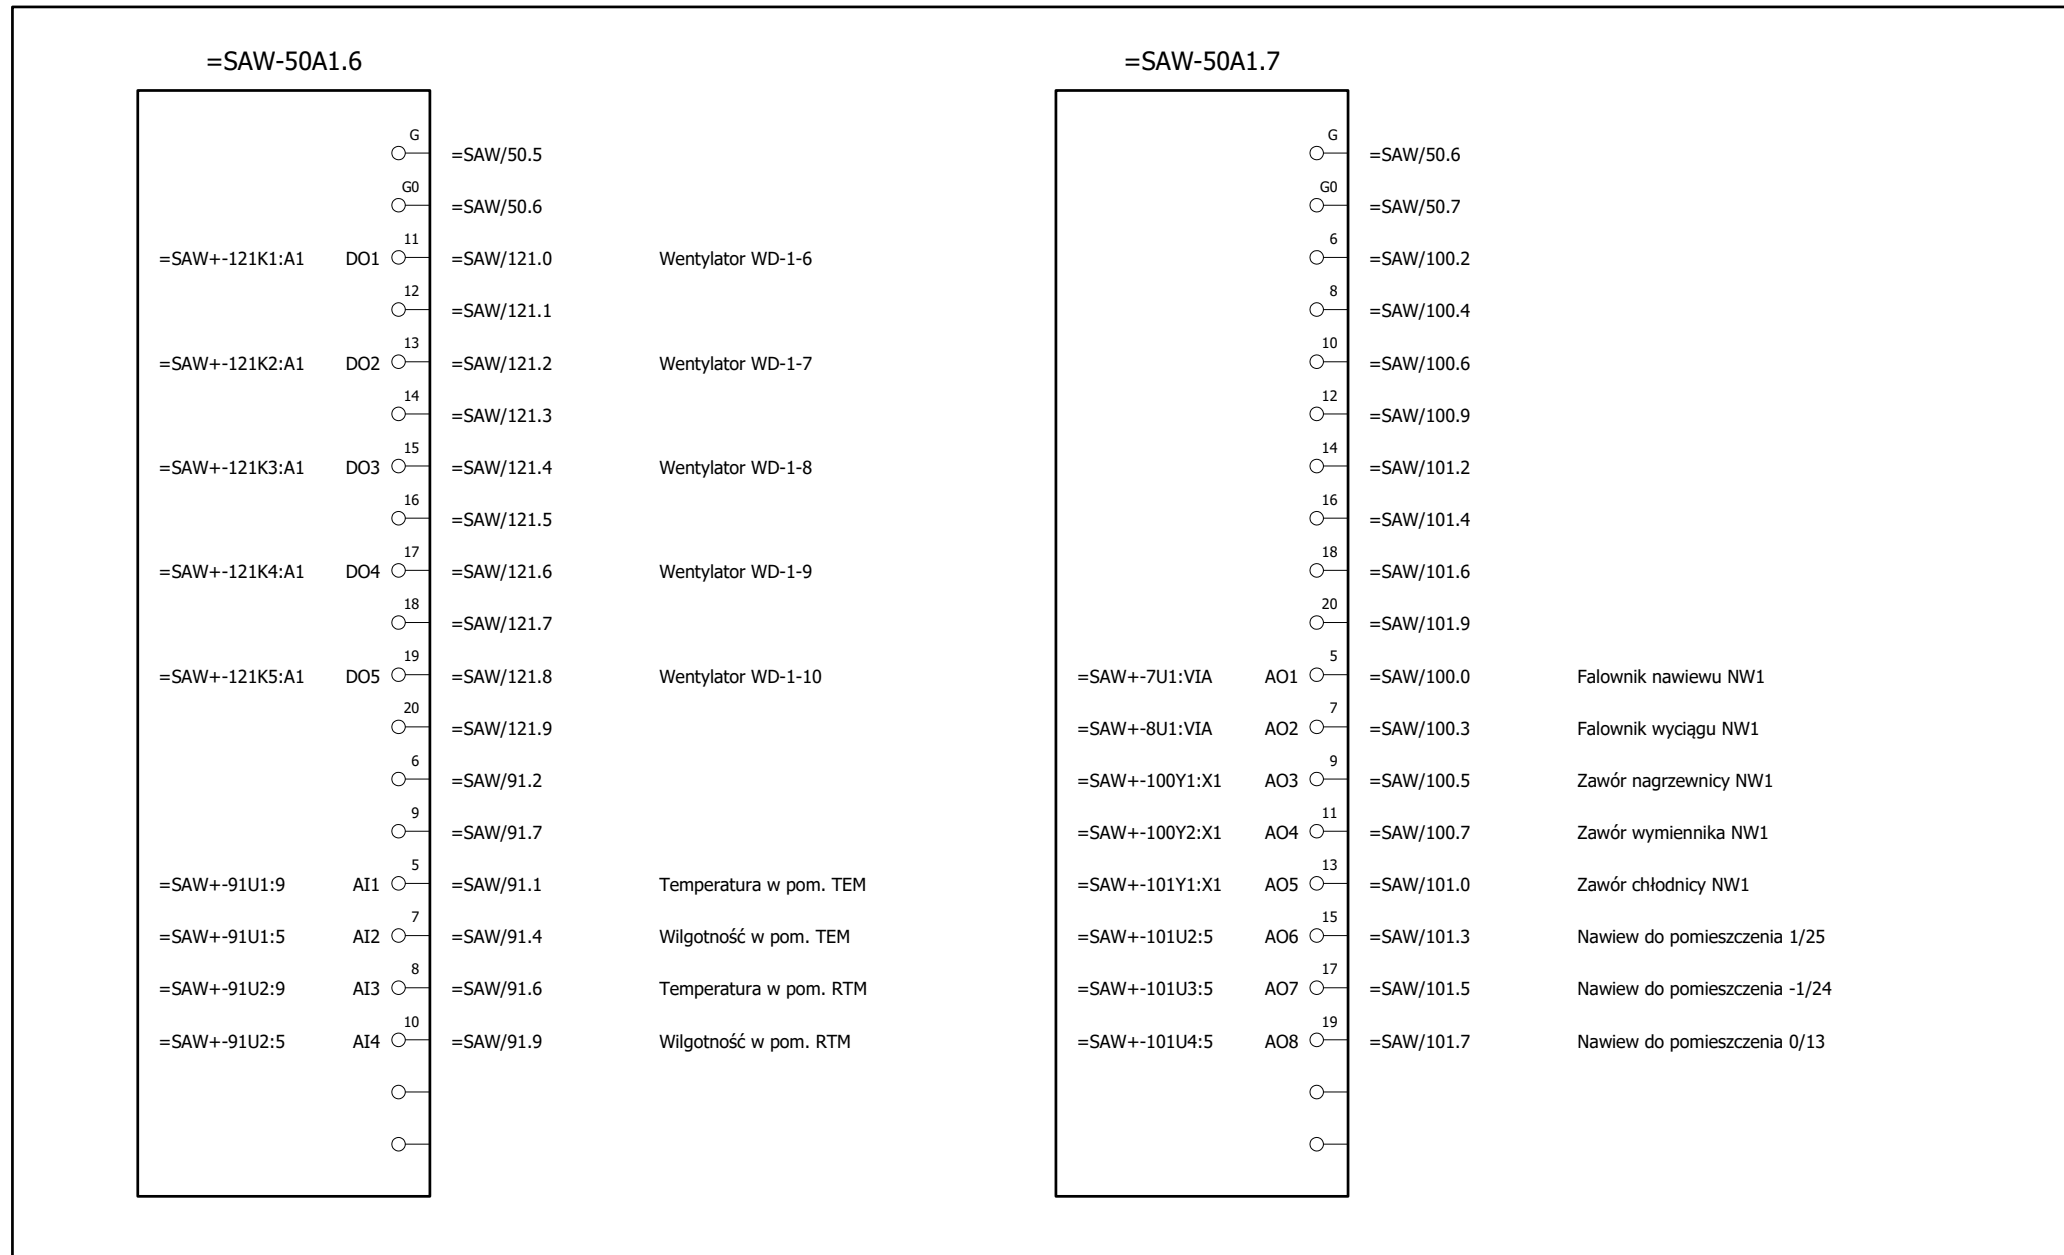 =SAW-50A1.6
G
=SAW/50.5
G0
=SAW/50.6
11
=SAW+-121K1:A1 DO1 =SAW/121.0 Wentylator WD-1-6
12
=SAW/121.1
13
=SAW+-121K2:A1 DO2 =SAW/121.2 Wentylator WD-1-7
14
=SAW/121.3
15
=SAW+-121K3:A1 DO3 =SAW/121.4 Wentylator WD-1-8
16
=SAW/121.5
17
=SAW+-121K4:A1 DO4 =SAW/121.6 Wentylator WD-1-9
18
=SAW/121.7
19
=SAW+-121K5:A1 DO5 =SAW/121.8 Wentylator WD-1-10
20
=SAW/121.9
6
=SAW/91.2
9
=SAW/91.7
5
=SAW+-91U1:9 AI1 =SAW/91.1 Temperatura w pom. TEM
7
=SAW+-91U1:5 AI2 =SAW/91.4 Wilgotność w pom. TEM
8
=SAW+-91U2:9 AI3 =SAW/91.6 Temperatura w pom. RTM
10
=SAW+-91U2:5 AI4 =SAW/91.9 Wilgotność w pom. RTM
=SAW-50A1.7
G
=SAW/50.6
G0
=SAW/50.7
6
=SAW/100.2
8
=SAW/100.4
10
=SAW/100.6
12
=SAW/100.9
14
=SAW/101.2
16
=SAW/101.4
18
=SAW/101.6
20
=SAW/101.9
5
=SAW+-7U1:VIA AO1 =SAW/100.0 Falownik nawiewu NW1
7
=SAW+-8U1:VIA AO2 =SAW/100.3 Falownik wyciągu NW1
9
=SAW+-100Y1:X1 AO3 =SAW/100.5 Zawór nagrzewnicy NW1
11
=SAW+-100Y2:X1 AO4 =SAW/100.7 Zawór wymiennika NW1
13
=SAW+-101Y1:X1 AO5 =SAW/101.0 Zawór chłodnicy NW1
15
=SAW+-101U2:5 AO6 =SAW/101.3 Nawiew do pomieszczenia 1/25
17
=SAW+-101U3:5 AO7 =SAW/101.5 Nawiew do pomieszczenia -1/24
19
=SAW+-101U4:5 AO8 =SAW/101.7 Nawiew do pomieszczenia 0/13